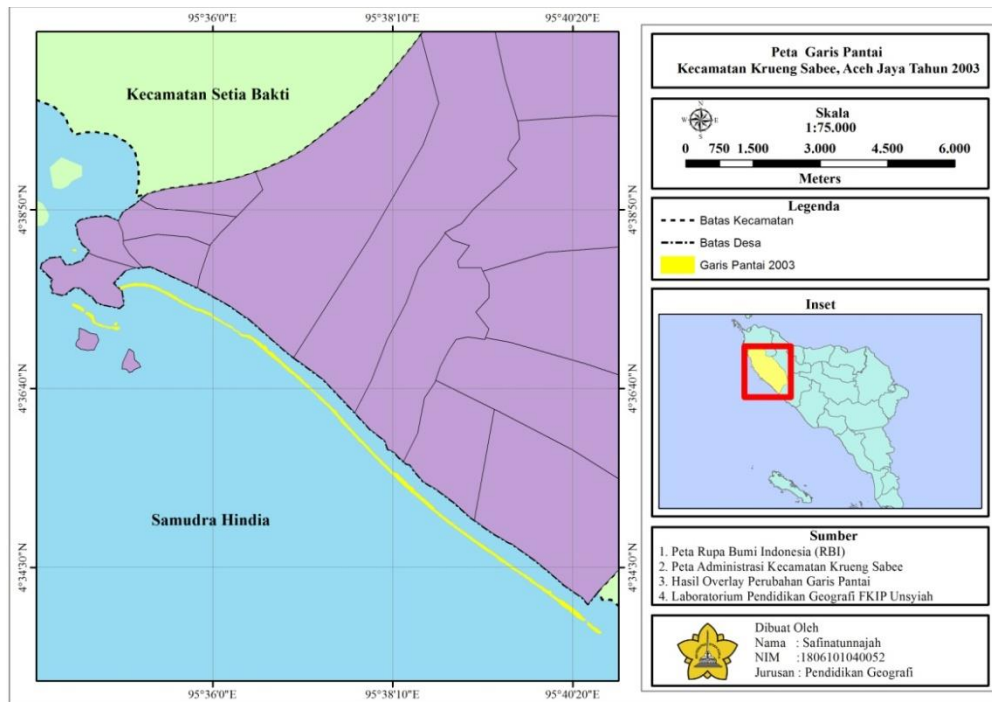 95°36'0"E
95°38'10"E
95°40'20"E
4°38'50"N
4°36'40"N
4°34'30"N
4°38'50"N
4°36'40"N
4°34'30"N
95°36'0"E
95°38'10"E
95°40'20"E
Kecamatan Setia Bakti
Samudra Hindia
Peta Garis Pantai
Kecamatan Krueng Sabee, Aceh Jaya Tahun 2003
N
W E
S
Skala
1:75.000
0 750 1.500 3.000 4.500 6.000
Meters
Legenda
Batas Kecamatan
Batas Desa
Garis Pantai 2003
Inset
Sumber
1. Peta Rupa Bumi Indonesia (RBI)
2. Peta Administrasi Kecamatan Krueng Sabee
3. Hasil Overlay Perubahan Garis Pantai
4. Laboratorium Pendidikan Geografi FKIP Unsyiah
Dibuat Oleh
Nama : Safinatunnajah
NIM :1806101040052
Jurusan : Pendidikan Geografi